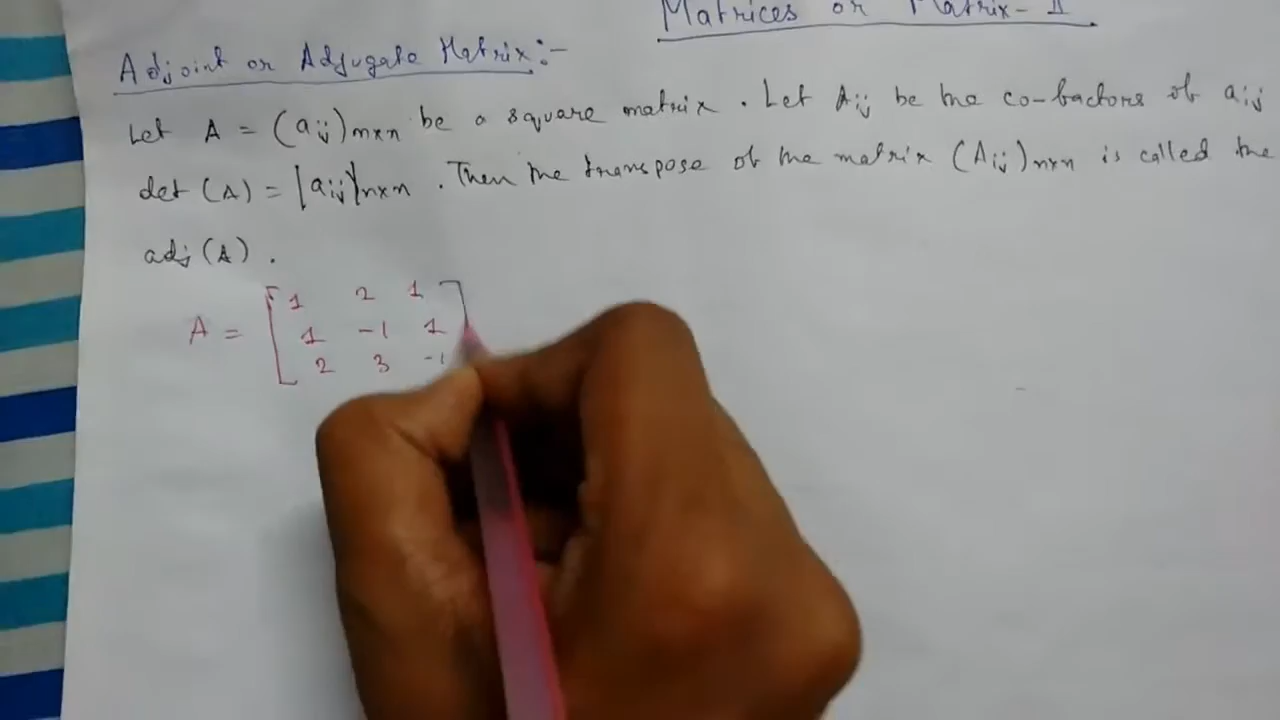 Matrices or Matrix-II
Adjoint or Adjugate Matrix:-
Let A = (aij)n×n be a square matrix. Let Aij be the co-factors of aij
det (A) = |aij|n×n. Then the transpose of the matrix (Aij)n×n is called the
adj (A).
A = [ 1 2 1
1 -1 1
2 3 -1 ]